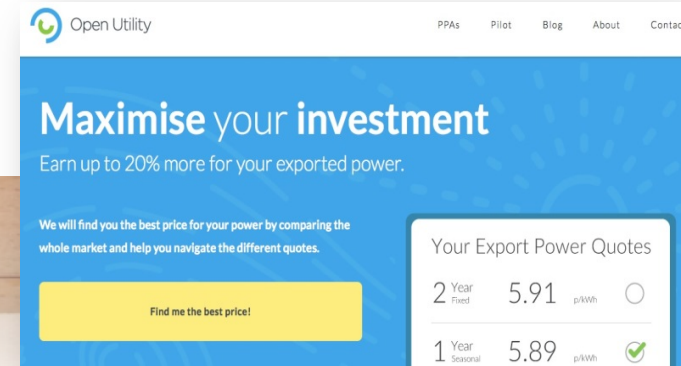 Open Utility
PPAs Pilot Blog About Contac
Maximise your investment
Earn up to 20% more for your exported power.
We will find you the best price for your power by comparing the
whole market and help you navigate the different quotes.
Find me the best price!
Your Export Power Quotes
2 Year Fixed 5.91 p/kWh
1 Year Seasonal 5.89 p/kWh